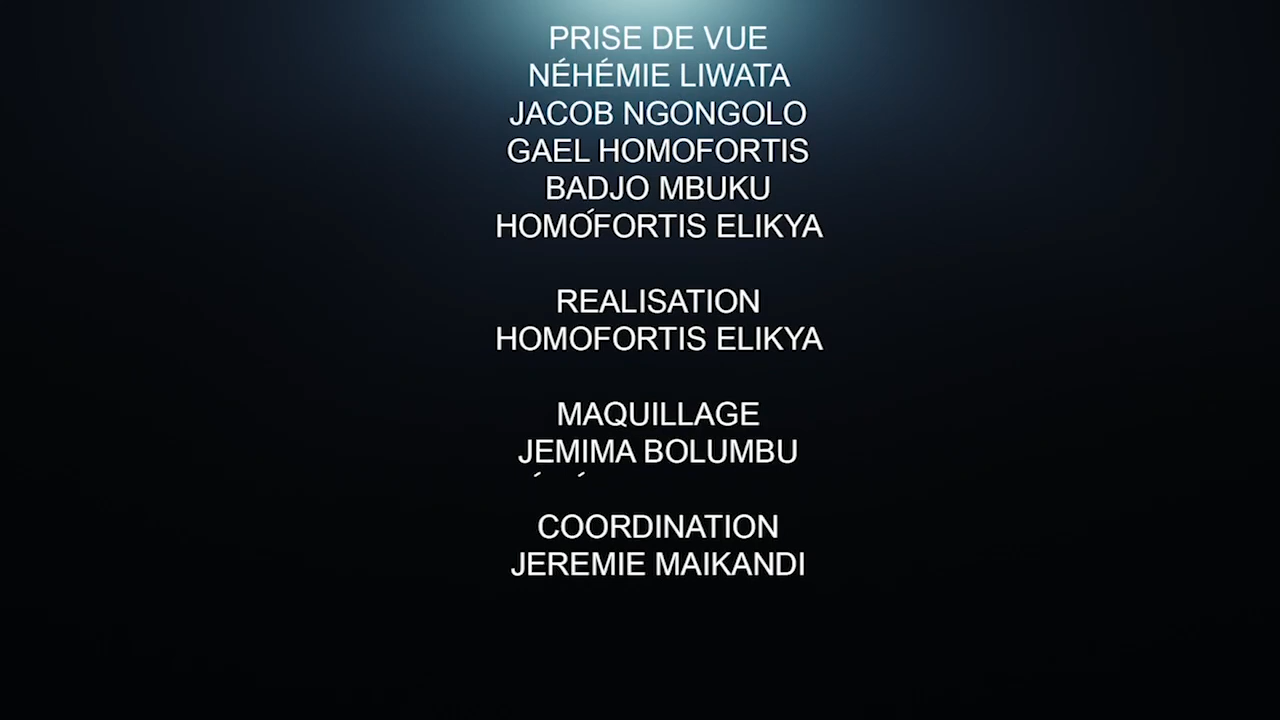 PRISE DE VUE
NÉHÉMIE LIWATA
JACOB NGONGOLO
GAEL HOMOFORTIS
BADJO MBUKU
HOMOFORTIS ELIKYA
REALISATION
HOMOFORTIS ELIKYA
MAQUILLAGE
JEMIMA BOLUMBU
COORDINATION
JEREMIE MAIKANDI